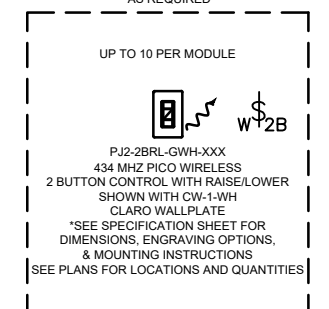 AS REQUIRED
UP TO 10 PER MODULE
W$2B
PJ2-2BRL-GWH-XXX
434 MHZ PICO WIRELESS
2 BUTTON CONTROL WITH RAISE/LOWER
SHOWN WITH CW-1-WH
CLARO WALLPLATE
*SEE SPECIFICATION SHEET FOR
DIMENSIONS, ENGRAVING OPTIONS,
& MOUNTING INSTRUCTIONS
SEE PLANS FOR LOCATIONS AND QUANTITIES